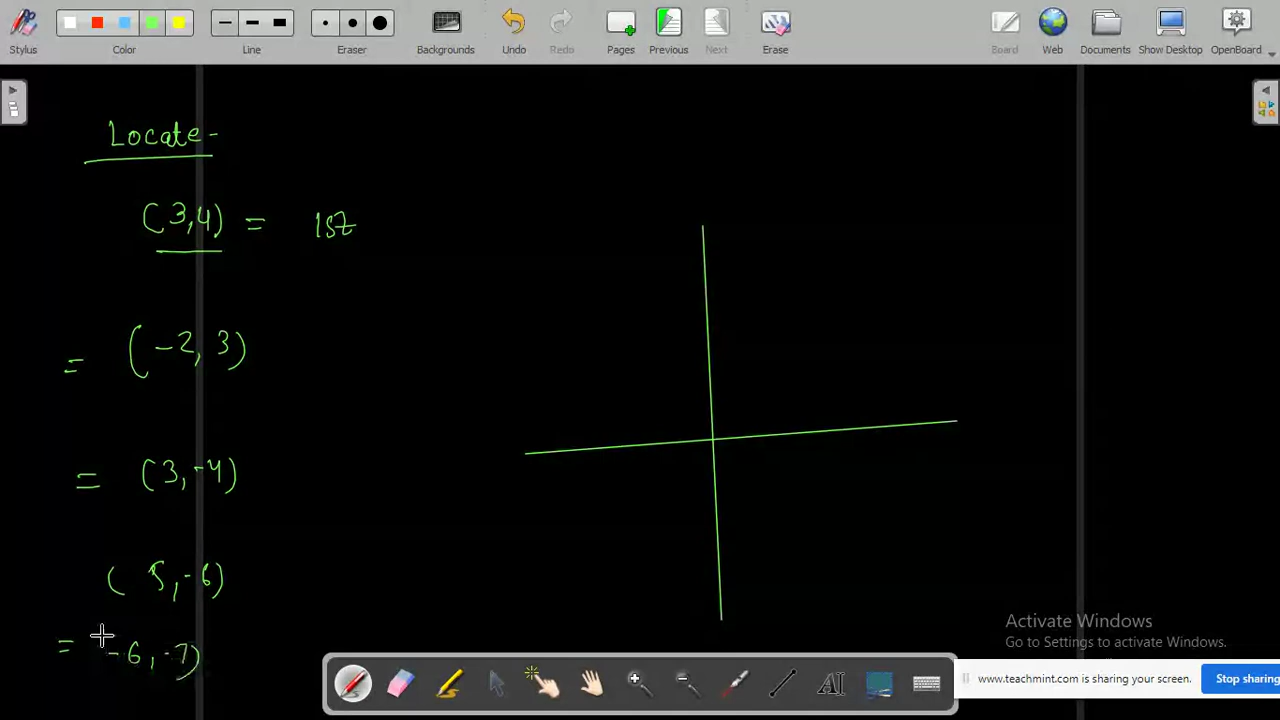 Stylus
Color
Line
Eraser
Backgrounds
Undo
Redo
Pages
Previous
Next
Erase
Board
Web
Documents
Show Desktop
OpenBoard
Locate -
(3,4) = 1st
= (-2, 3)
= (3, -4)
( 5, -6)
= -6, -7)
Activate Windows
Go to Settings to activate Windows.
www.teachmint.com is sharing your screen.
Stop sharing